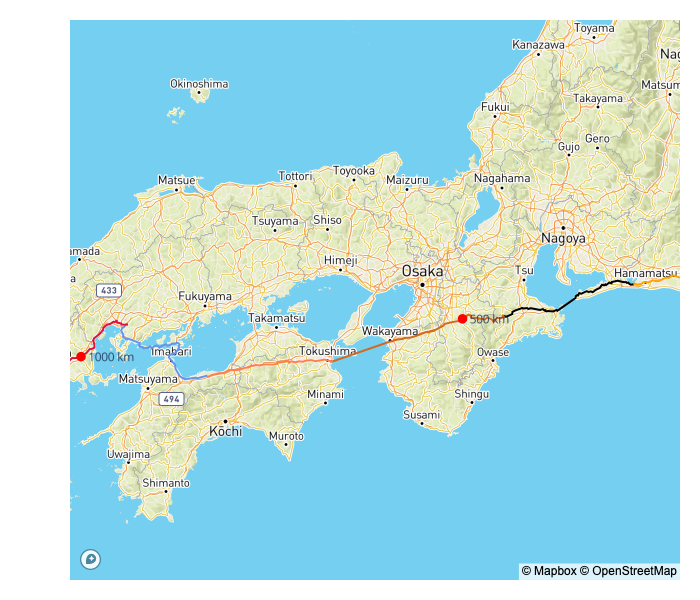 Toyama
Kanazawa
Nag
Okinoshima
Matsum
Takayama
Fukui
Gero
Gujo
Toyooka
Tottori
Maizuru
Nagahama
Matsue
Tsuyama
Shiso
Nagoya
amada
Himeji
Osaka
Tsu
Hamamatsu
a
433
Fukuyama
Takamatsu
500 km
Wakayama
Imabari
Tokushima
Owase
1000 km
Matsuyama
494
Minami
Shingu
Susami
Kōchi
Muroto
Uwajima
Shimanto
© Mapbox © OpenStreetMap